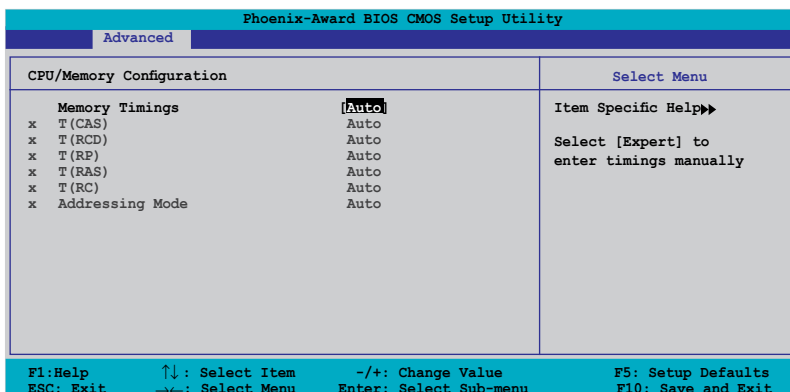 Phoenix-Award BIOS CMOS Setup Utility
Advanced
CPU/Memory Configuration
Select Menu
Memory Timings [Auto]
x T(CAS) Auto
x T(RCD) Auto
x T(RP) Auto
x T(RAS) Auto
x T(RC) Auto
x Addressing Mode Auto
Item Specific Help▶▶
Select [Expert] to
enter timings manually
F1:Help ↑↓: Select Item -/+: Change Value F5: Setup Defaults
ESC: Exit →←: Select Menu Enter: Select Sub-menu F10: Save and Exit